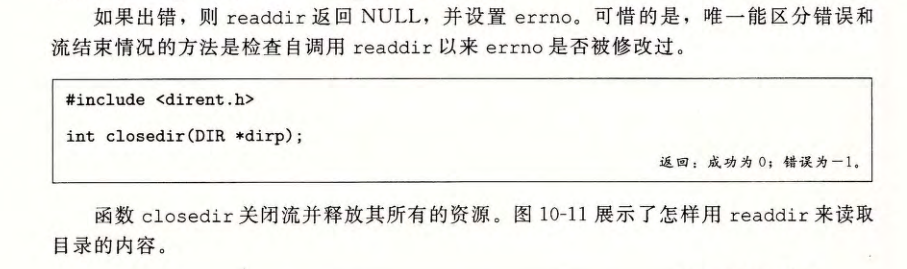 如果出错，则 readdir 返回 NULL，并设置 errno。可惜的是，唯一能区分错误和
流结束情况的方法是检查自调用 readdir 以来 errno 是否被修改过。
#include <dirent.h>
int closedir(DIR *dirp);
返回：成功为 0；错误为－1。
函数 closedir 关闭流并释放其所有的资源。图 10-11 展示了怎样用 readdir 来读取
目录的内容。